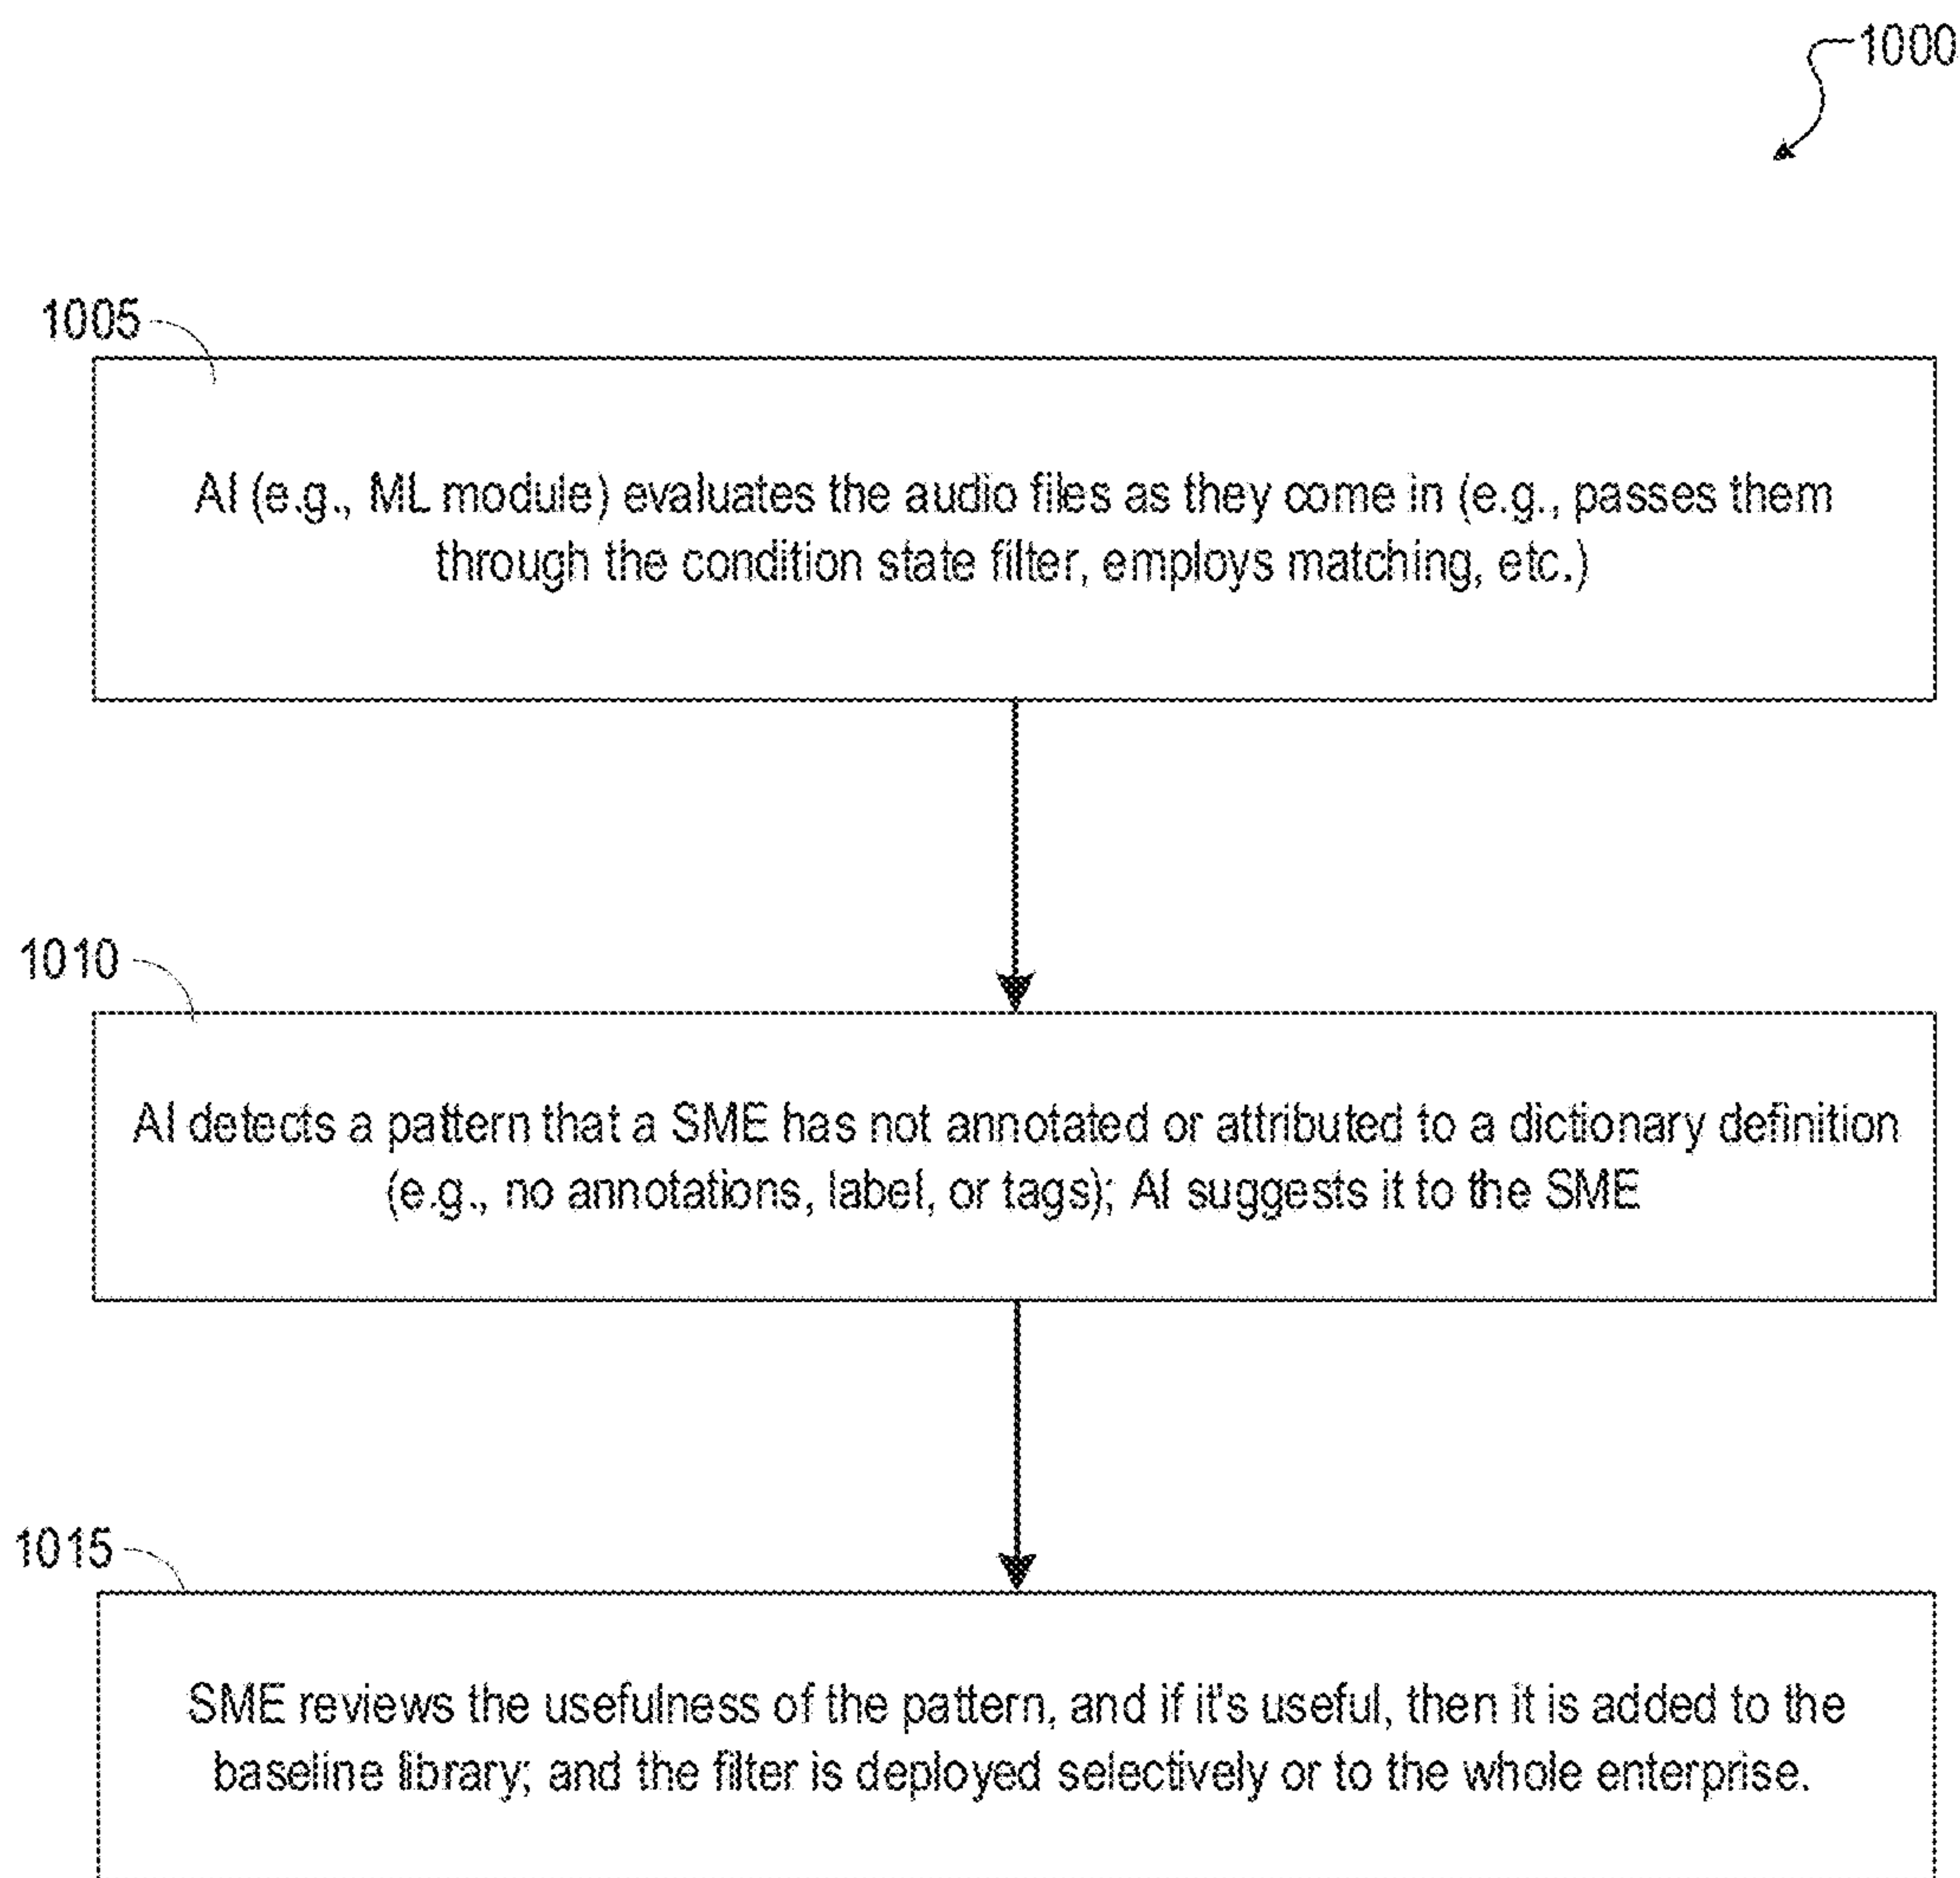 1000
1005
AI (e.g., ML module) evaluates the audio files as they come in (e.g., passes them
through the condition state filter, employs matching, etc.)
1010
AI detects a pattern that a SME has not annotated or attributed to a dictionary definition
(e.g., no annotations, label, or tags); AI suggests it to the SME
1015
SME reviews the usefulness of the pattern, and if it's useful, then it is added to the
baseline library; and the filter is deployed selectively or to the whole enterprise.